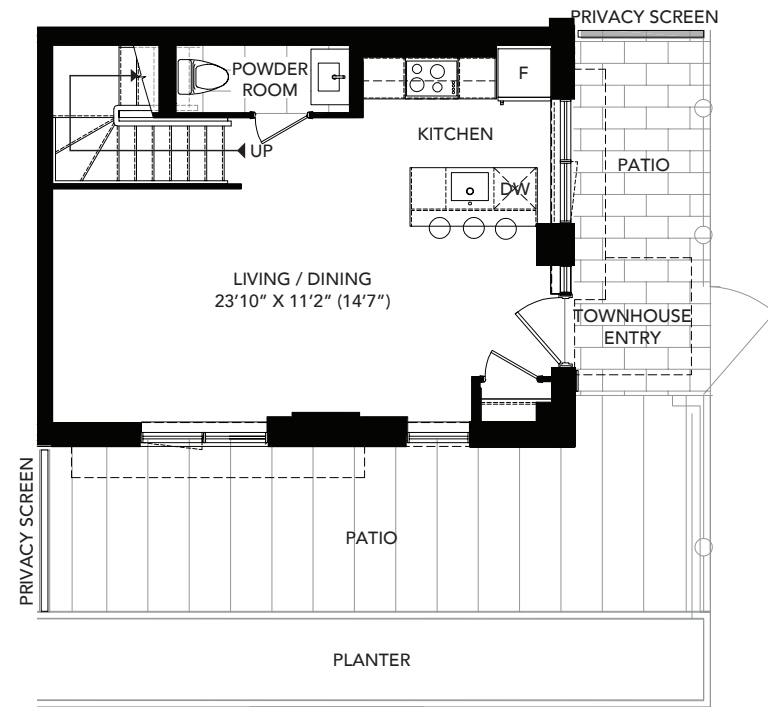 PRIVACY SCREEN
POWDER
ROOM
F
KITCHEN
UP
PATIO
DW
LIVING / DINING
23'10" X 11'2" (14'7")
TOWNHOUSE
ENTRY
PRIVACY SCREEN
PATIO
PLANTER